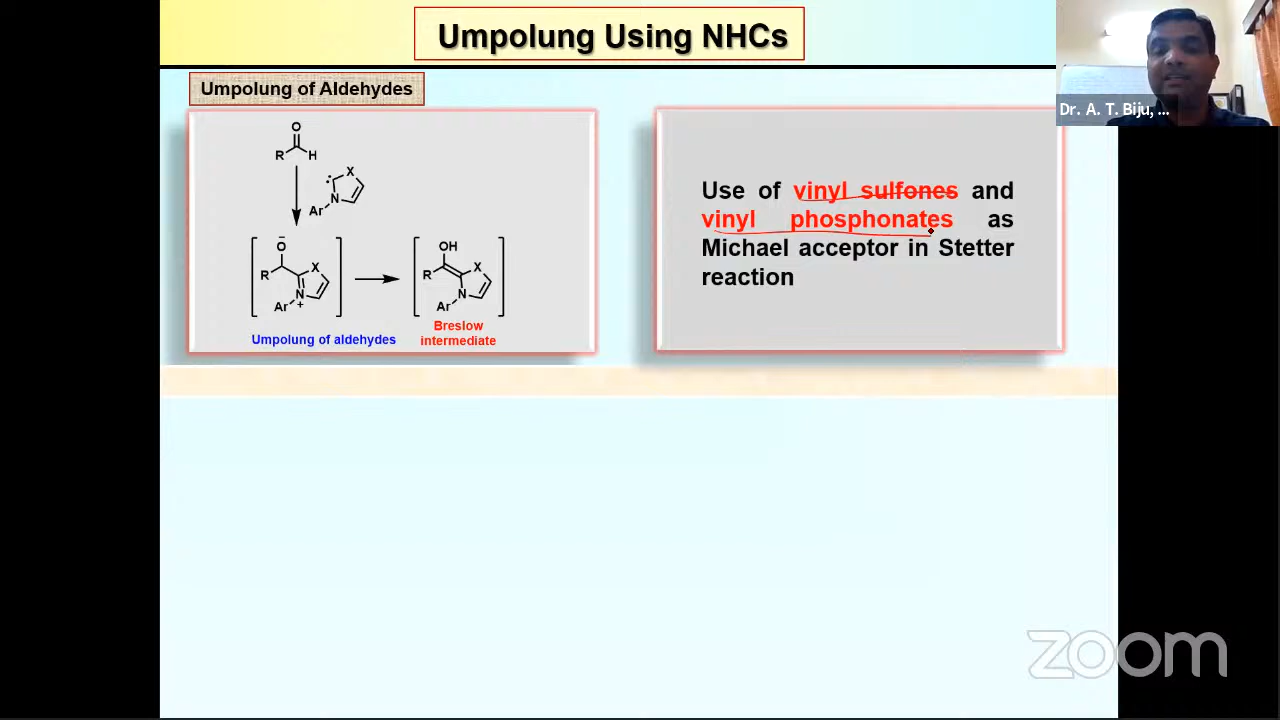 Umpolung Using NHCs
Dr. A. T. Biju, ...
Umpolung of Aldehydes
O
R
H
X
N
Ar
O
R
X
N
Ar
+
OH
R
X
N
Ar
Umpolung of aldehydes
Breslow
intermediate
Use of vinyl sulfones and
vinyl phosphonates as
Michael acceptor in Stetter
reaction
zoom